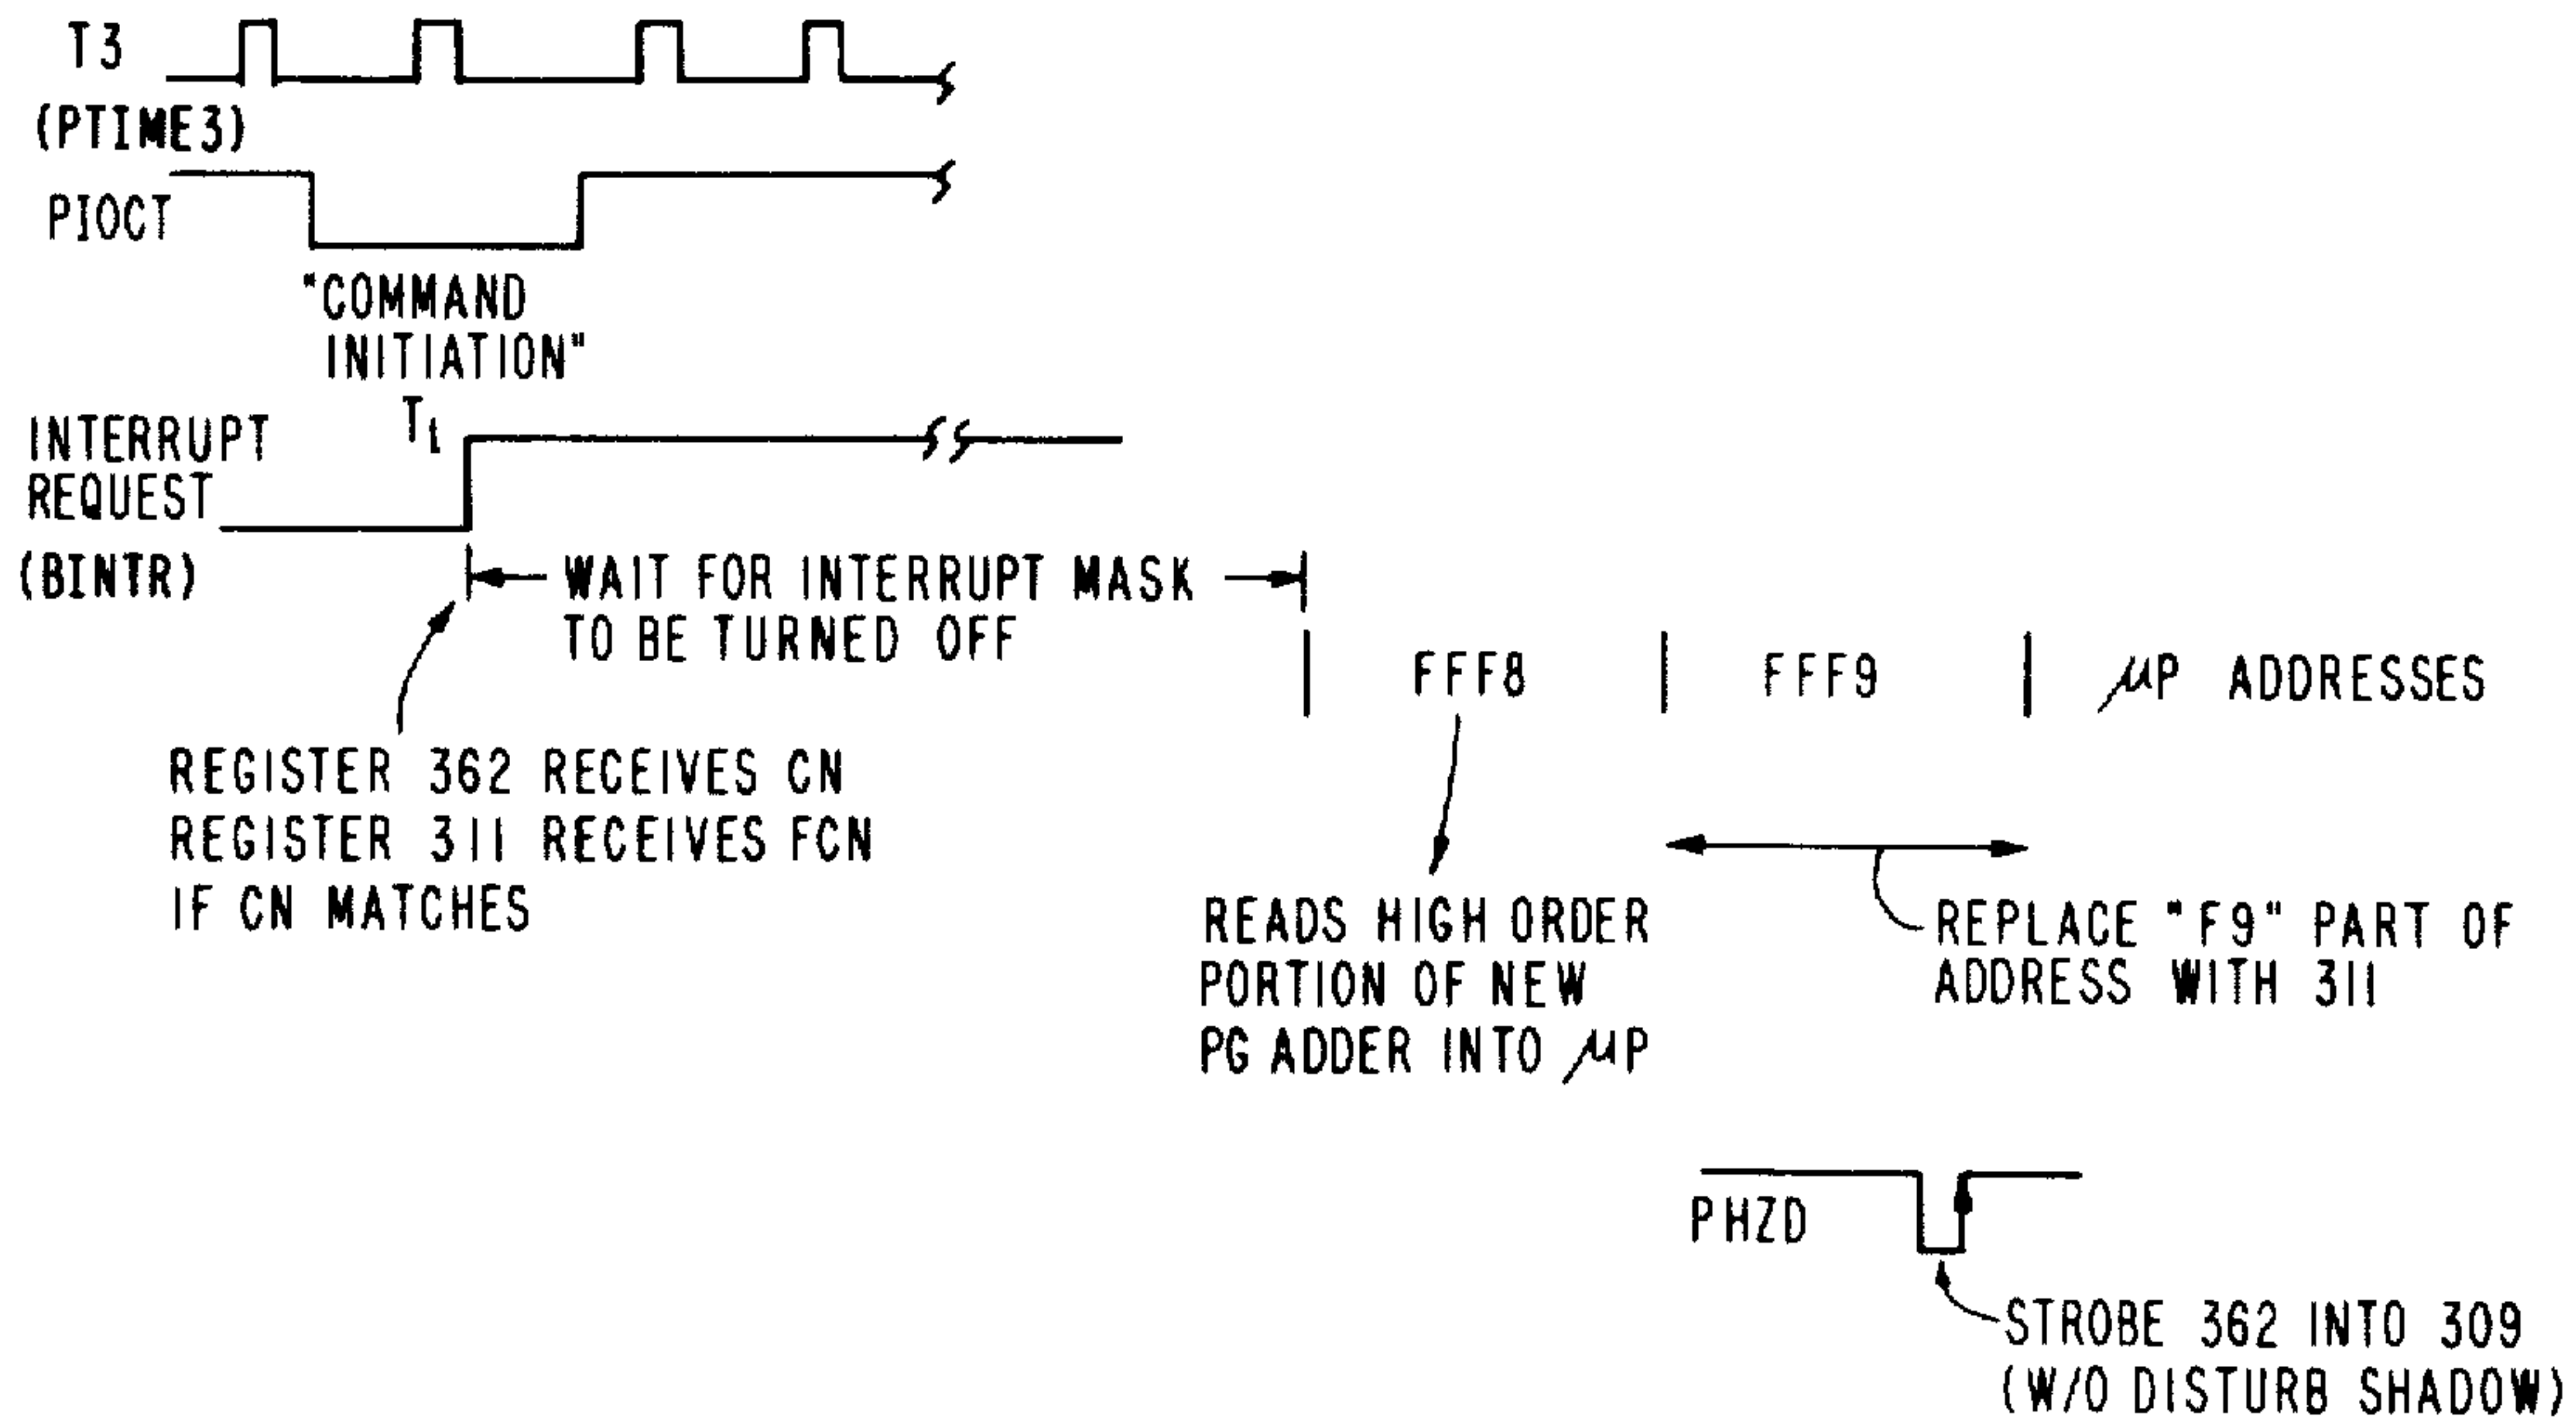 T3
(PTIME3)
PIOCT
"COMMAND
INITIATION"
T1
INTERRUPT
REQUEST
(BINTR)
WAIT FOR INTERRUPT MASK
TO BE TURNED OFF
FFF8
FFF9
μP ADDRESSES
REGISTER 362 RECEIVES CN
REGISTER 311 RECEIVES FCN
IF CN MATCHES
READS HIGH ORDER
PORTION OF NEW
PG ADDER INTO μP
REPLACE "F9" PART OF
ADDRESS WITH 311
PHZD
STROBE 362 INTO 309
(W/O DISTURB SHADOW)